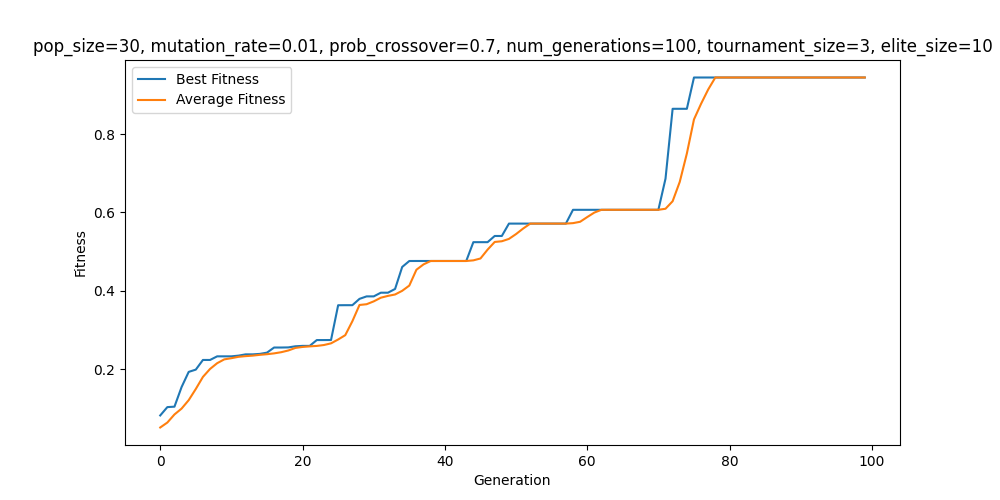 pop_size=30, mutation_rate=0.01, prob_crossover=0.7, num_generations=100, tournament_size=3, elite_size=10
Best Fitness
Average Fitness
0.8
0.6
0.4
0.2
Fitness
0 20 40 60 80 100
Generation